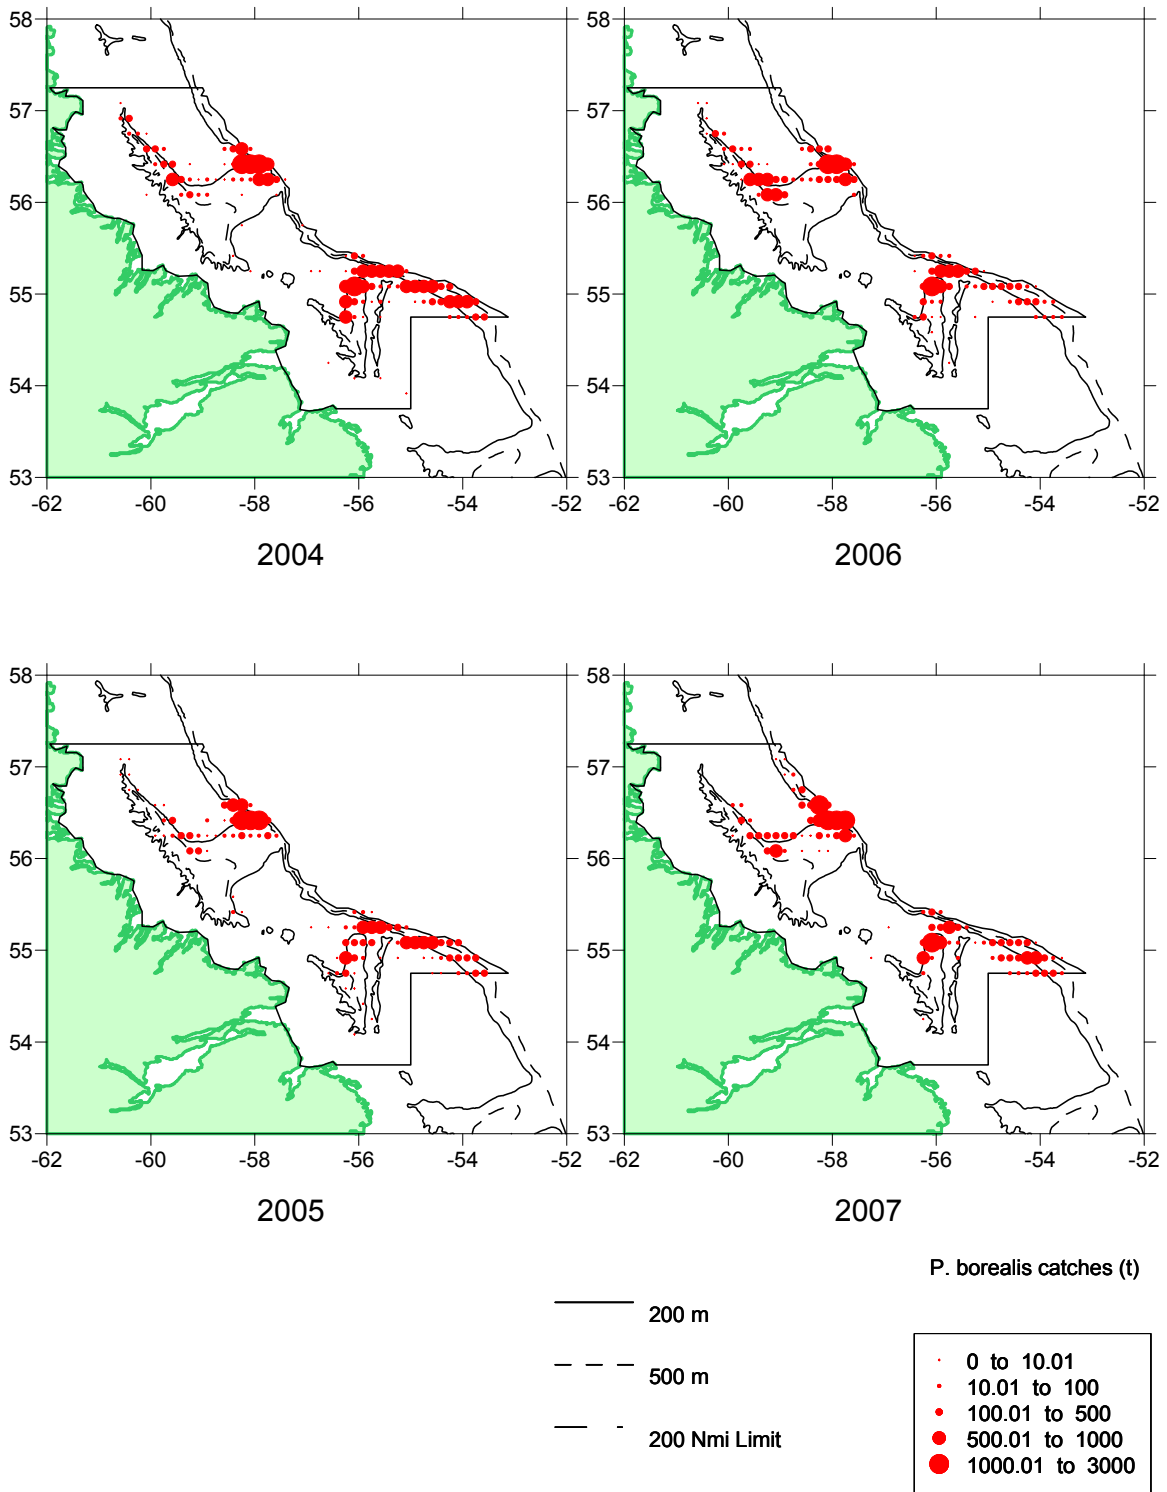 58
57
56
55
54
53
-62 -60 -58 -56 -54 -52
2004
58
57
56
55
54
53
-62 -60 -58 -56 -54 -52
2006
58
57
56
55
54
53
-62 -60 -58 -56 -54 -52
2005
58
57
56
55
54
53
-62 -60 -58 -56 -54 -52
2007
200 m
500 m
200 Nmi Limit
P. borealis catches (t)
0 to 10.01
10.01 to 100
100.01 to 500
500.01 to 1000
1000.01 to 3000